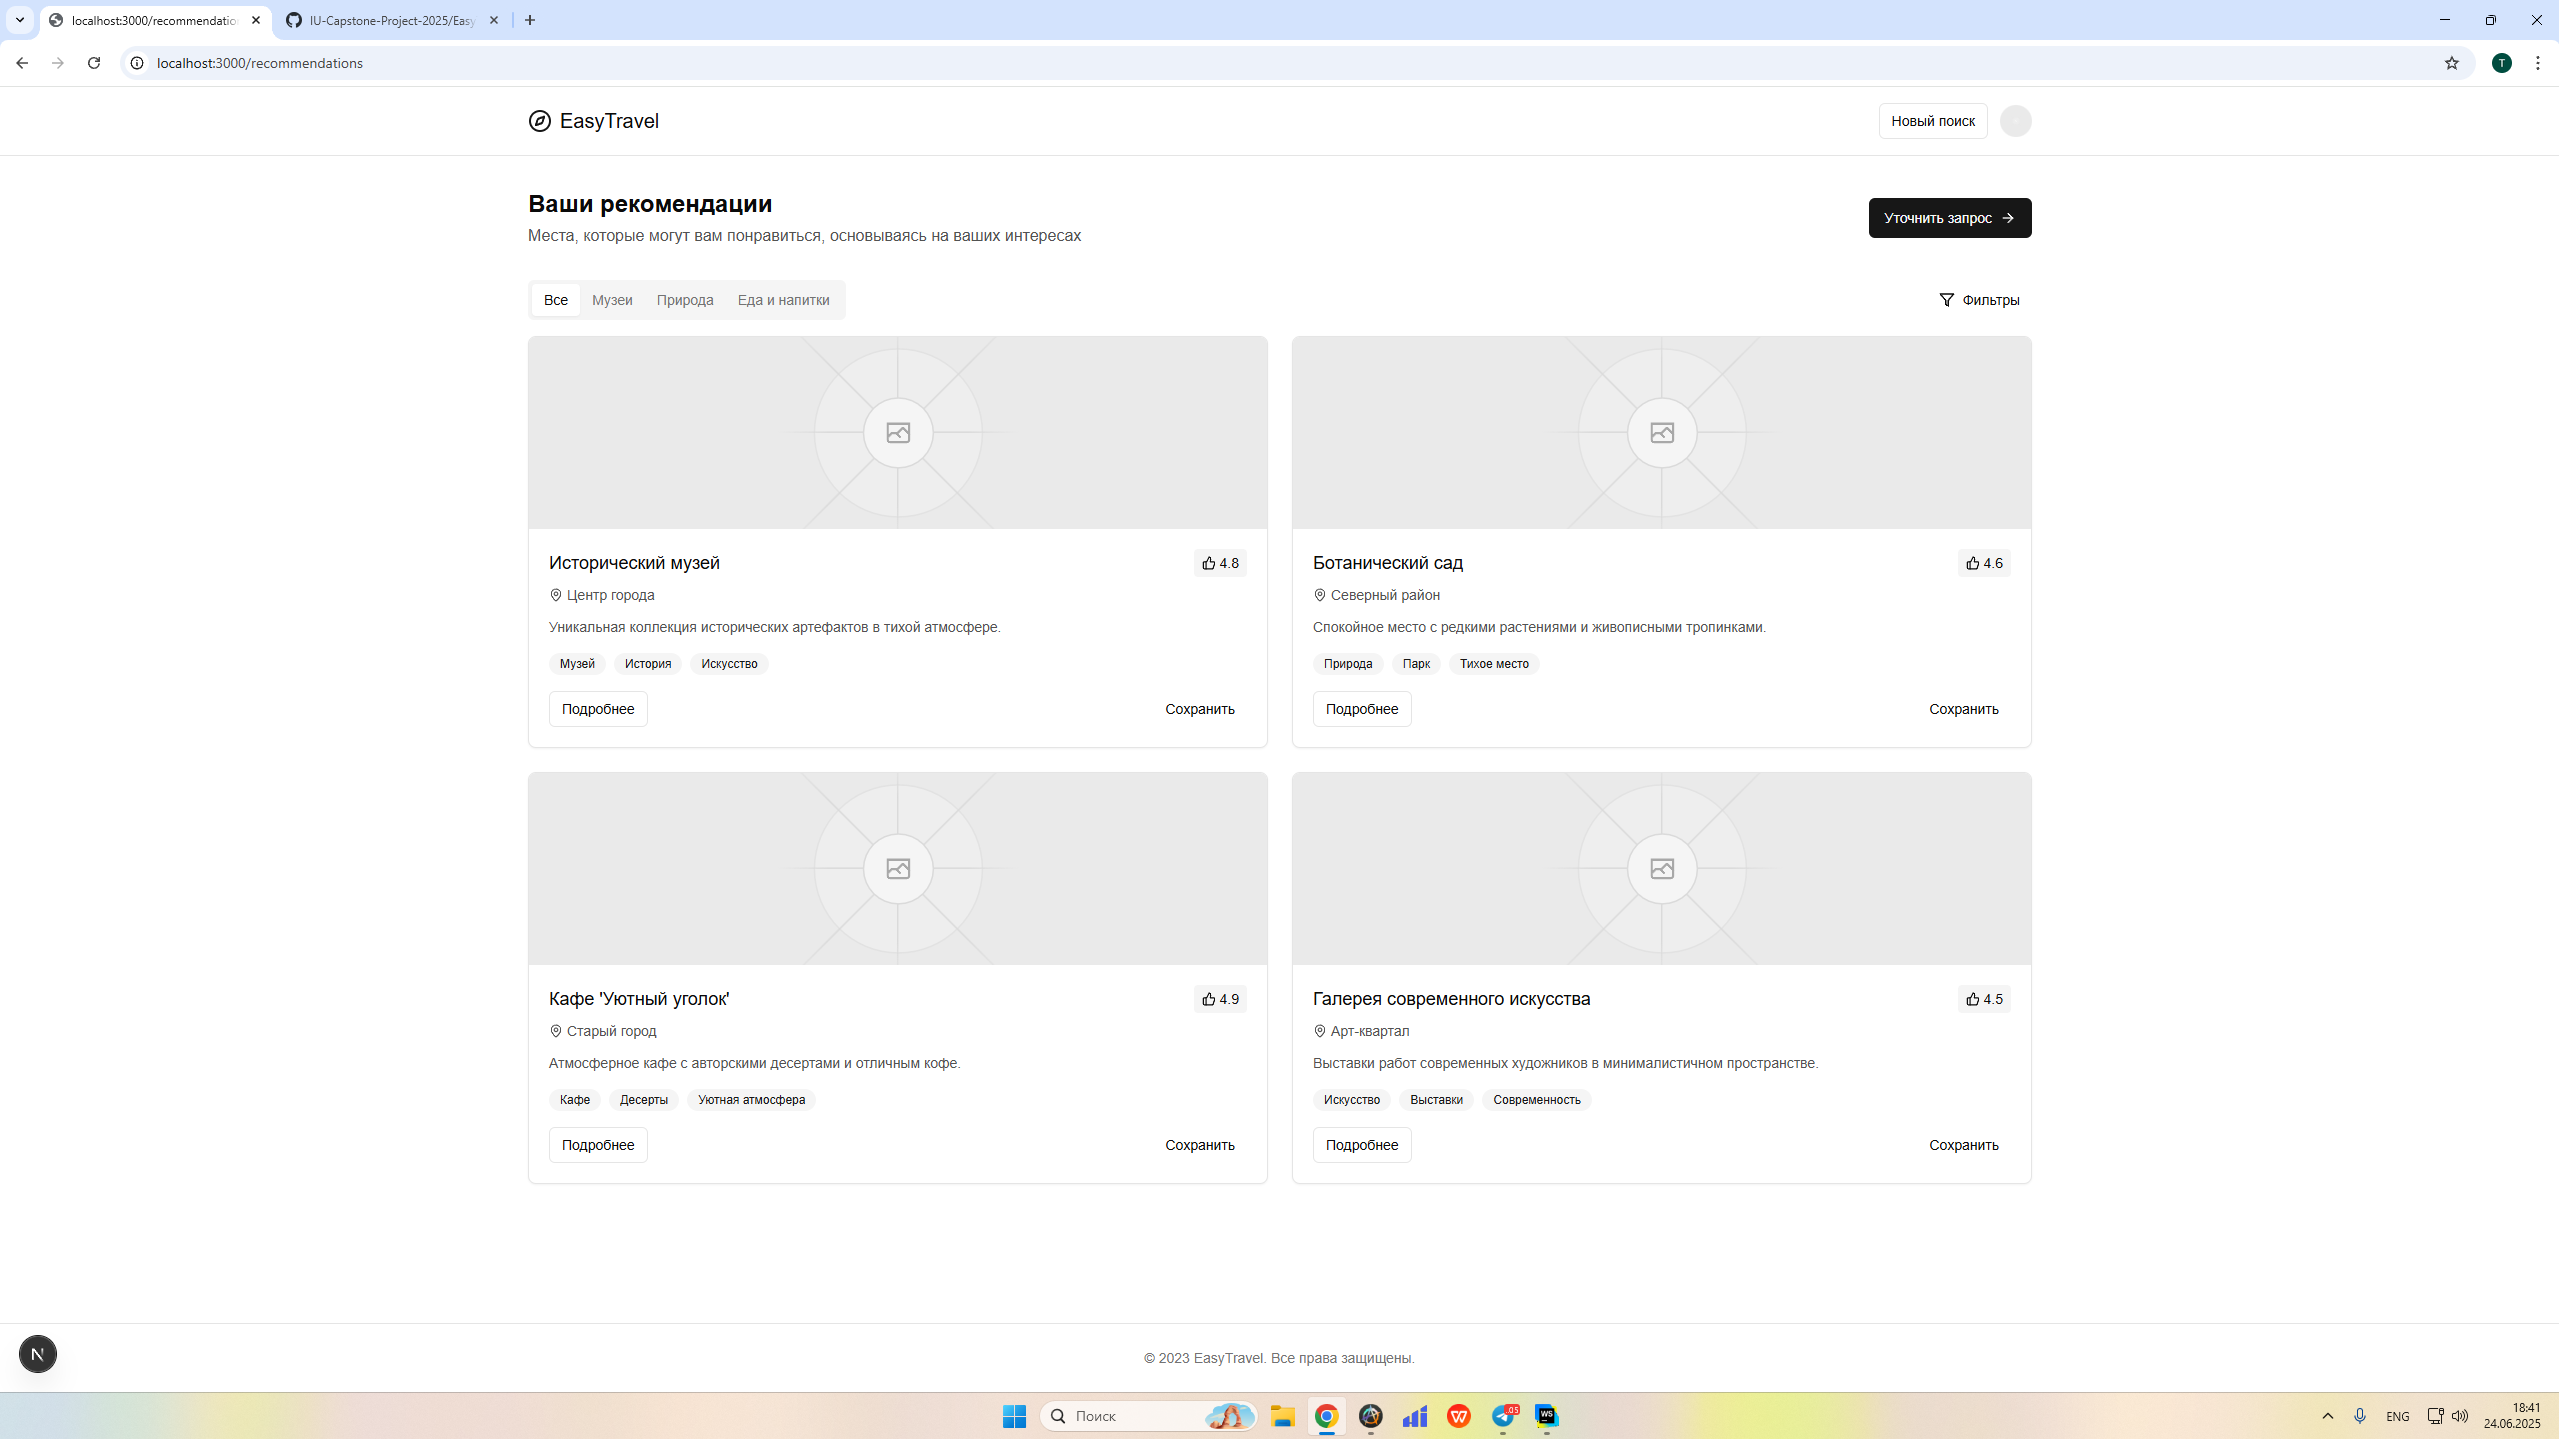 localhost:3000/recommendatio
IU-Capstone-Project-2025/Easy
localhost:3000/recommendations
T
EasyTravel
Новый поиск
Ваши рекомендации
Места, которые могут вам понравиться, основываясь на ваших интересах
Уточнить запрос
Все Музеи Природа Еда и напитки
Фильтры
Исторический музей 4.8
Центр города
Уникальная коллекция исторических артефактов в тихой атмосфере.
Музей История Искусство
Подробнее Сохранить
Ботанический сад 4.6
Северный район
Спокойное место с редкими растениями и живописными тропинками.
Природа Парк Тихое место
Подробнее Сохранить
Кафе 'Уютный уголок' 4.9
Старый город
Атмосферное кафе с авторскими десертами и отличным кофе.
Кафе Десерты Уютная атмосфера
Подробнее Сохранить
Галерея современного искусства 4.5
Арт-квартал
Выставки работ современных художников в минималистичном пространстве.
Искусство Выставки Современность
Подробнее Сохранить
N
© 2023 EasyTravel. Все права защищены.
Поиск
WS
ENG
18:41
24.06.2025